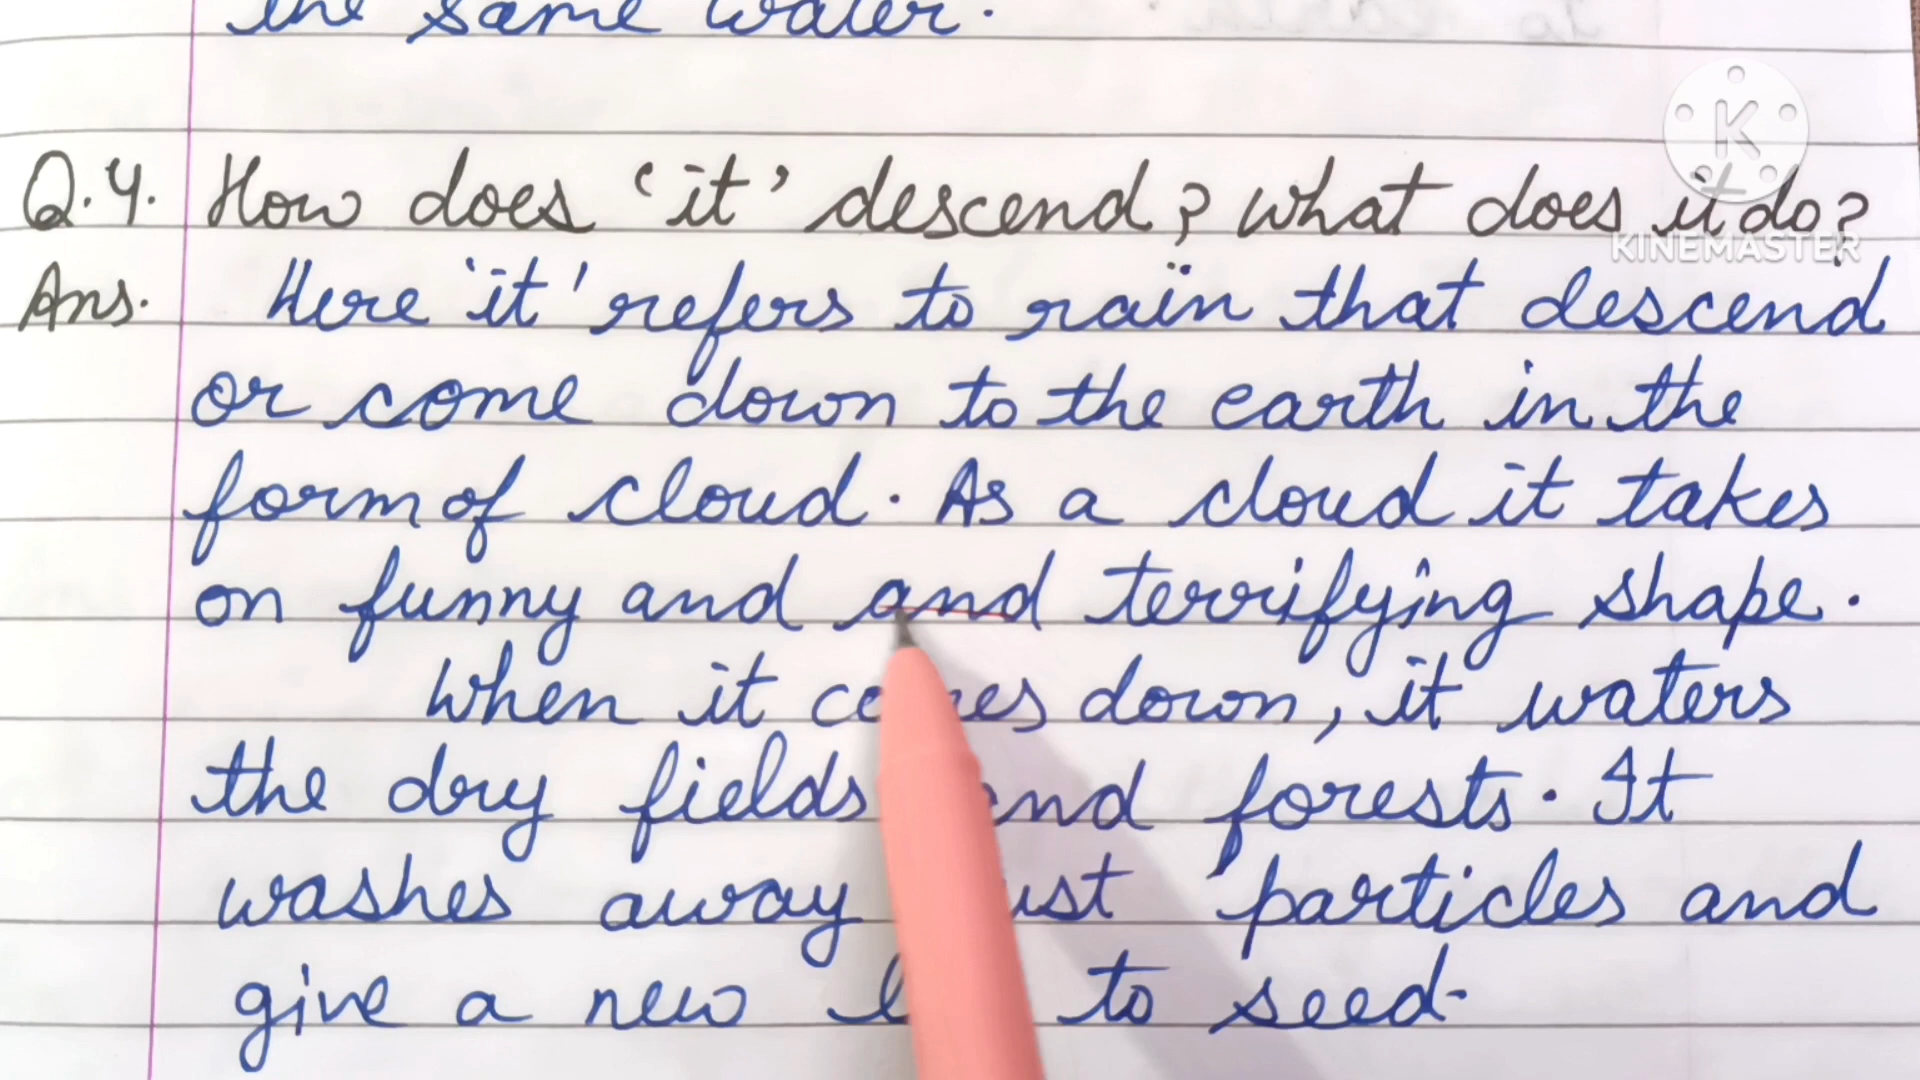 the same water.
Q.4. How does 'it' descend? What does it do?
KINEMASTER
Ans. Here 'it' refers to rain that descend
or come down to the earth in the
form of cloud. As a cloud it takes
on funny and and terrifying shape.
When it down, it waters
the dry fields and forests. It
washes away particles and
give a new to seed.